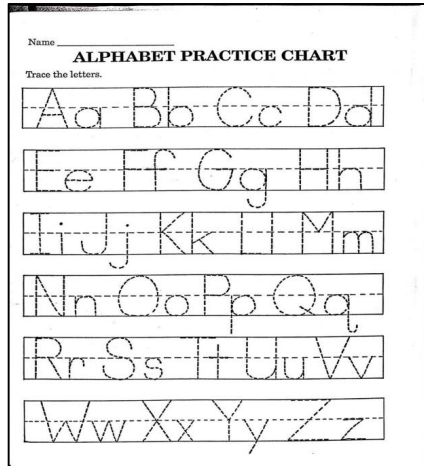 Name
ALPHABET PRACTICE CHART
Trace the letters.
Aa Bb Cc Dd
Ee Ff Gg Hh
Ii Jj Kk Ll Mm
Nn Oo Pp Qq
Rr Ss Tt Uu Vv
Ww Xx Yy Zz